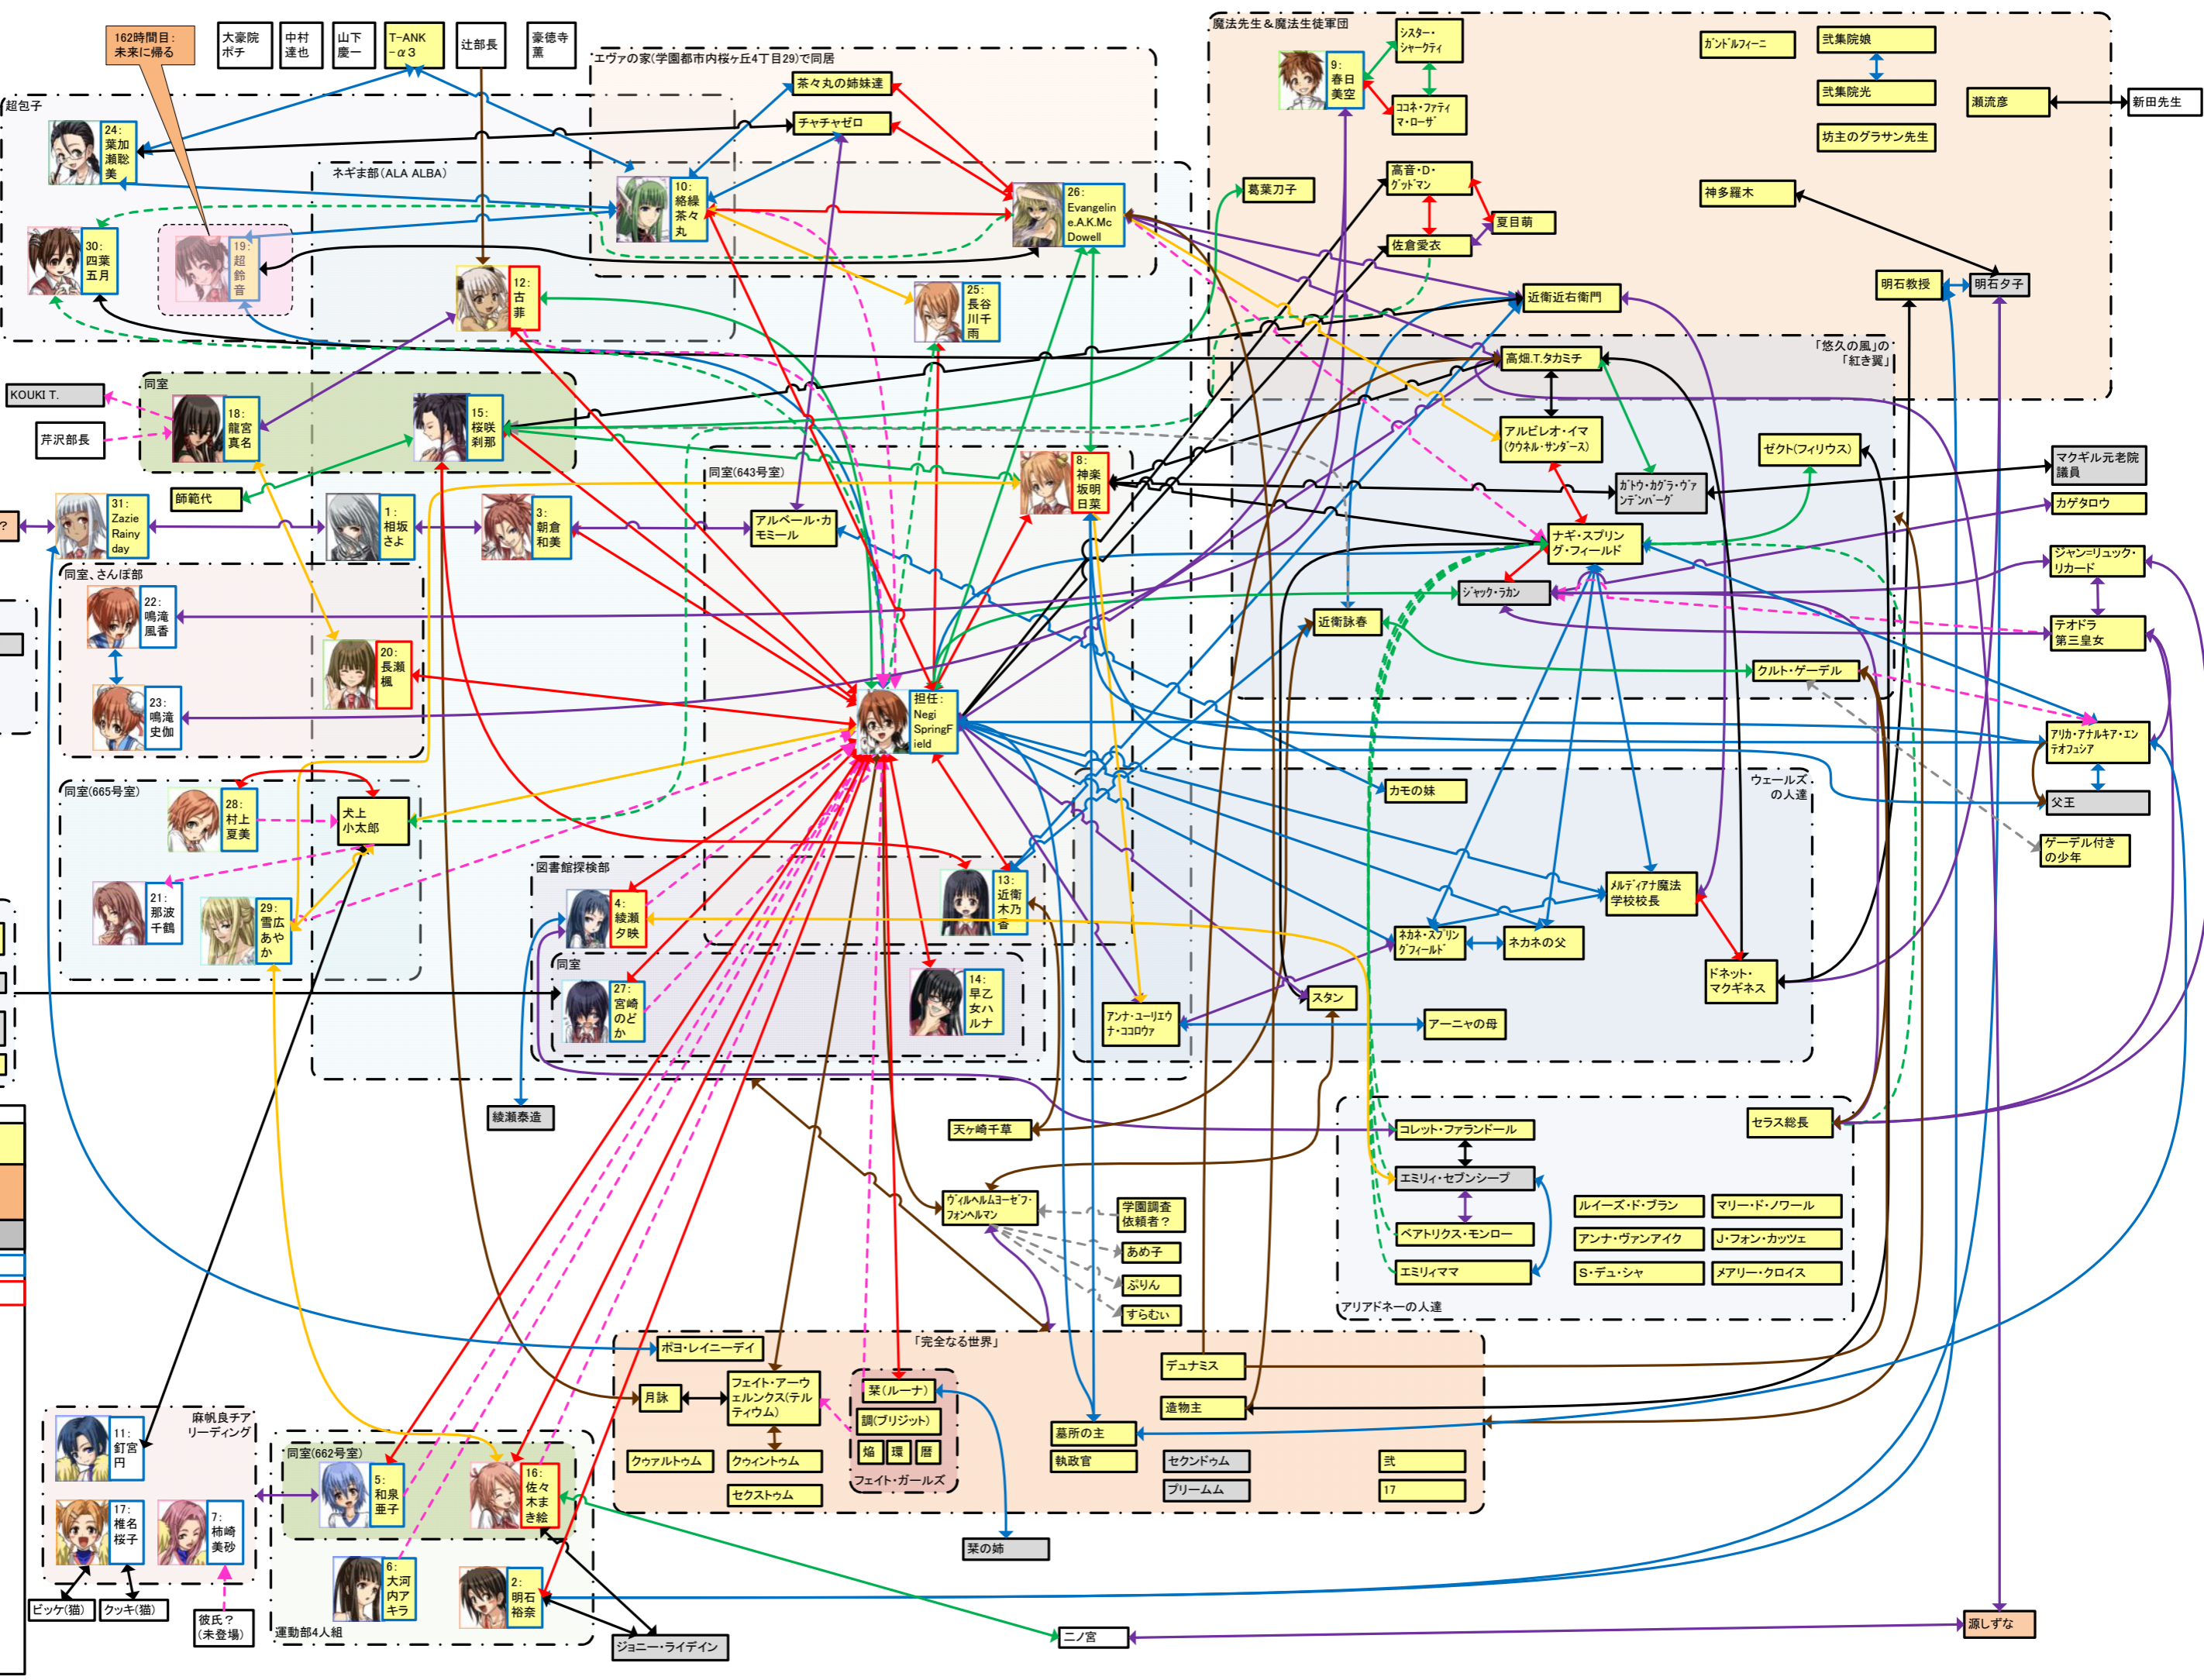 162時間目:
未来に帰る
大豪院
ポチ
中村
達也
山下
慶一
T-ANK
-α3
辻部長
豪徳寺
薫
超包子
24:
葉加
瀬聡
美
30:
四葉
五月
19:
超
鈴
音
ネギま部(ALA ALBA)
12:
古
菲
エヴァの家(学園都市内桜ヶ丘4丁目29)で同居
茶々丸の姉妹達
チャチャゼロ
10:
絡繰
茶々
丸
26:
Evangelin
e.A.K.Mc
Dowell
25:
長谷
川千
雨
魔法先生&魔法生徒軍団
9:
春日
美空
シスター・
シャークティ
ココネ・ファティ
マ・ローザ
ガンドルフィーニ
弐集院娘
弐集院光
坊主のグラサン先生
瀬流彦
新田先生
葛葉刀子
高音・D・
グッドマン
夏目萌
佐倉愛衣
神多羅木
明石教授
明石夕子
近衛近右衛門
「悠久の風」の
「紅き翼」
高畑.T.タカミチ
アルビレオ・イマ
(クウネル・サンダース)
ゼクト(フィリウス)
ガトウ・カグラ・ヴァ
ンデンバーグ
マクギル元老院
議員
カゲタロウ
ナギ・スプリン
グ・フィールド
ジャック・ラカン
ジャン=リュック・
リカード
テオドラ
第三皇女
近衛詠春
クルト・ゲーデル
アリカ・アナルキア・エン
テオフュシア
父王
ゲーデル付き
の少年
KOUKI T.
芹沢部長
同室
18:
龍宮
真名
15:
桜咲
刹那
師範代
?
31:
Zazie
Rainy
day
1:
相坂
さよ
3:
朝倉
和美
アルベール・カ
モミール
同室(643号室)
8:
神楽
坂明
日菜
同室、さんぽ部
22:
鳴滝
風香
23:
鳴滝
史伽
20:
長瀬
楓
担任:
Negi
SpringF
ield
同室(665号室)
28:
村上
夏美
犬上
小太郎
21:
那波
千鶴
29:
雪広
あや
か
図書館探検部
4:
綾瀬
夕映
13:
近衛
木乃
香
同室
27:
宮崎
のど
か
14:
早乙
女ハ
ルナ
ウェールズ
の人達
カモの妹
メルディアナ魔法
学校校長
ネカネ・スプリン
グフィールド
ネカネの父
ドネット・
マクギネス
スタン
アンナ・ユーリエウ
ナ・ココロウァ
アーニャの母
綾瀬泰造
天ヶ崎千草
ヴィルヘルムヨーゼフ・
フォンヘルマン
学園調査
依頼者?
あめ子
ぷりん
すらむぃ
コレット・ファランドール
セラス総長
エミリィ・セブンシープ
ベアトリクス・モンロー
エミリィママ
ルイーズ・ド・ブラン
マリー・ド・ノワール
アンナ・ヴァンアイク
J・フォン・カッツェ
S・デュ・シャ
メアリー・クロイス
アリアドネーの人達
「完全なる世界」
ポヨ・レイニーデイ
月詠
フェイト・アーウ
ェルンクス(テル
ティウム)
栞(ルーナ)
調(ブリジット)
焔
環
暦
フェイト・ガールズ
クゥァルトゥム
クゥィントゥム
セクストゥム
デュナミス
造物主
墓所の主
執政官
セクンドゥム
プリームム
弐
17
栞の姉
麻帆良チア
リーディング
11:
釘宮
円
17:
椎名
桜子
7:
柿崎
美砂
ビッケ(猫)
クッキ(猫)
彼氏?
(未登場)
同室(662号室)
5:
和泉
亜子
16:
佐々
木ま
き絵
6:
大河
内ア
キラ
2:
明石
裕奈
運動部4人組
ジョニー・ライデイン
二ノ宮
源しずな